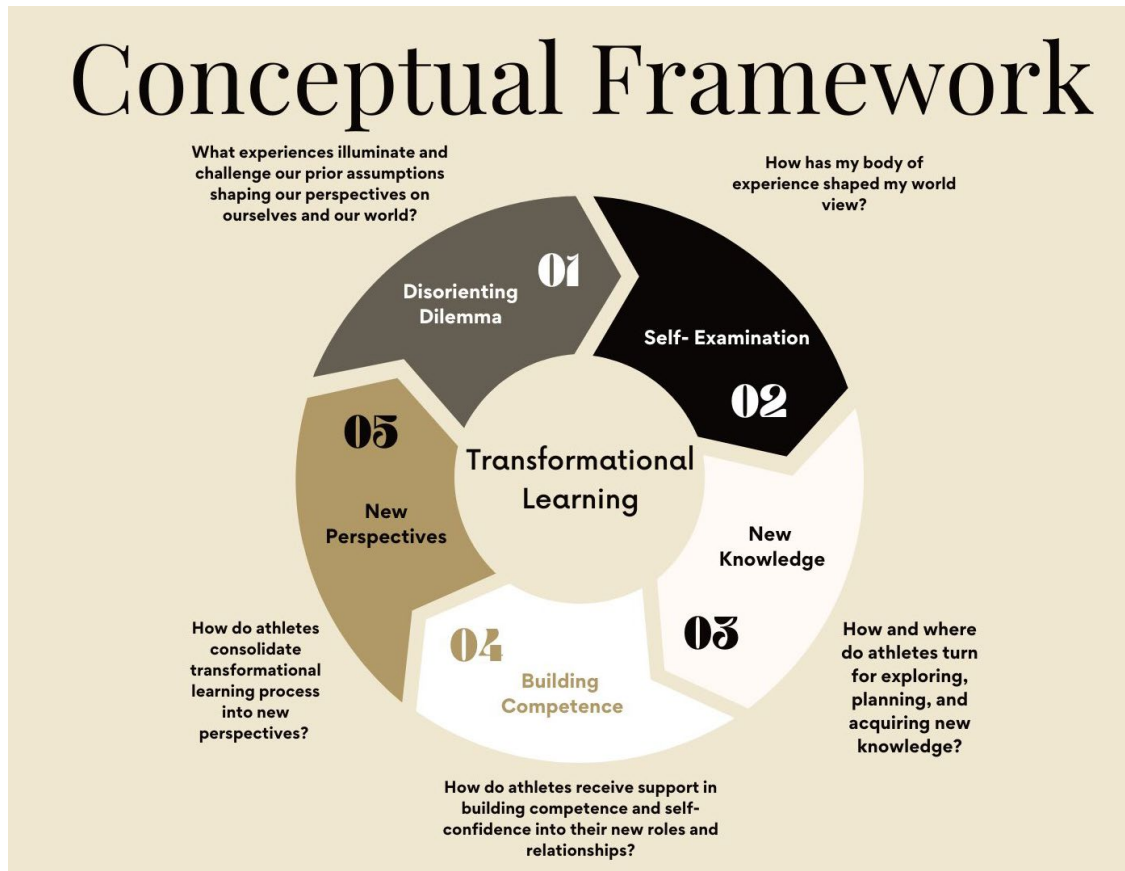 Conceptual Framework
What experiences illuminate and
challenge our prior assumptions
shaping our perspectives on
ourselves and our world?
How has my body of
experience shaped my world
view?
01
Disorienting
Dilemma
Self- Examination
02
New
Knowledge
03
How and where
do athletes turn
for exploring,
planning, and
acquiring new
knowledge?
04
Building
Competence
How do athletes receive support in
building competence and self-
confidence into their new roles and
relationships?
05
New
Perspectives
How do athletes
consolidate
transformational
learning process
into new
perspectives?
Transformational
Learning